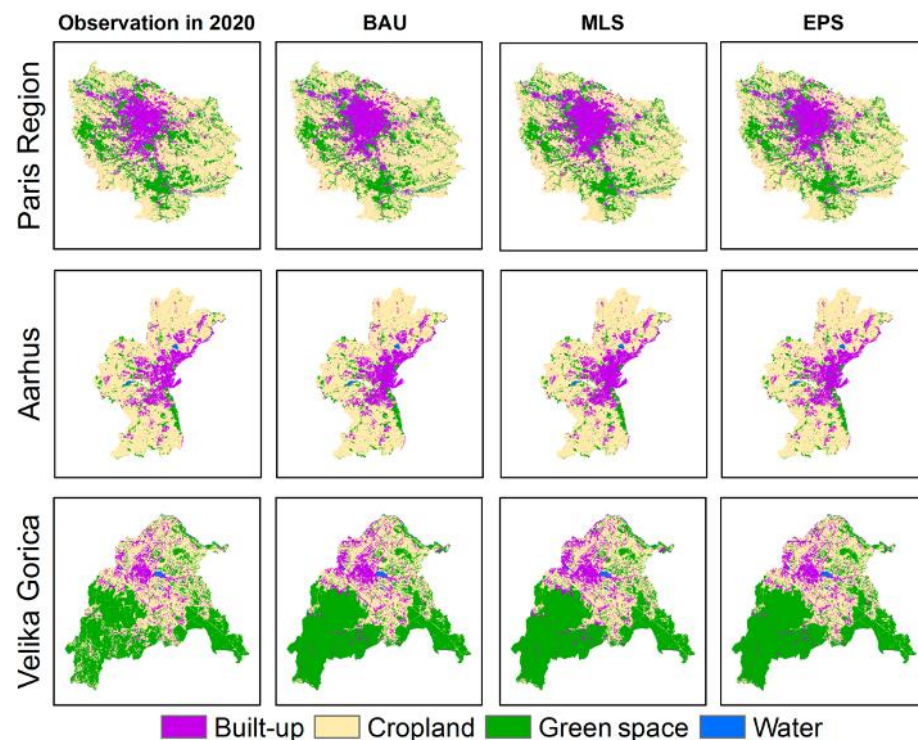 Observation in 2020 BAU MLS EPS
Paris Region
Aarhus
Velika Gorica
Built-up Cropland Green space Water